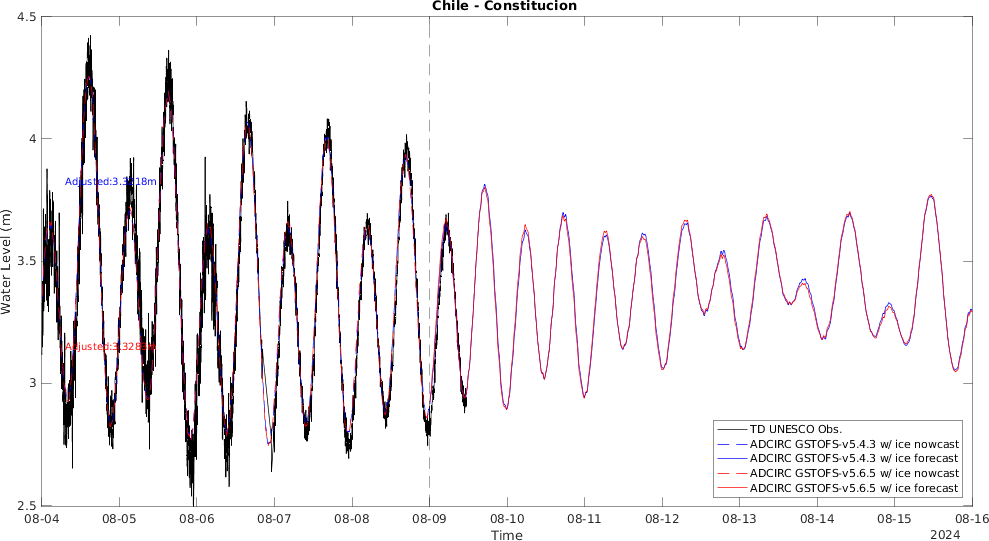 Chile - Constitucion
4.5
4
3.5
3
2.5
Water Level (m)
08-04
08-05
08-06
08-07
08-08
08-09
08-10
08-11
08-12
08-13
08-14
08-15
08-16
Time
2024
TD UNESCO Obs.
ADCIRC GSTOFS-v5.4.3 w/ ice nowcast
ADCIRC GSTOFS-v5.4.3 w/ ice forecast
ADCIRC GSTOFS-v5.6.5 w/ ice nowcast
ADCIRC GSTOFS-v5.6.5 w/ ice forecast